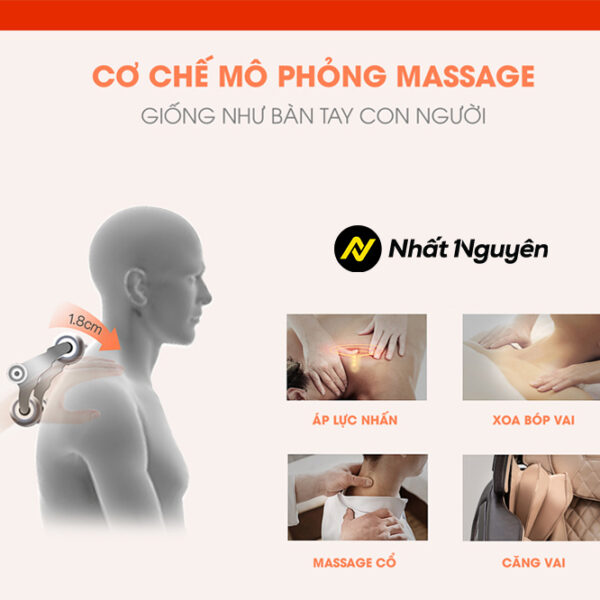 CƠ CHẾ MÔ PHỎNG MASSAGE
GIỐNG NHƯ BÀN TAY CON NGƯỜI
Nhất Nguyên
1.8cm
ÁP LỰC NHẤN
XOA BÓP VAI
MASSAGE CỔ
CĂNG VAI